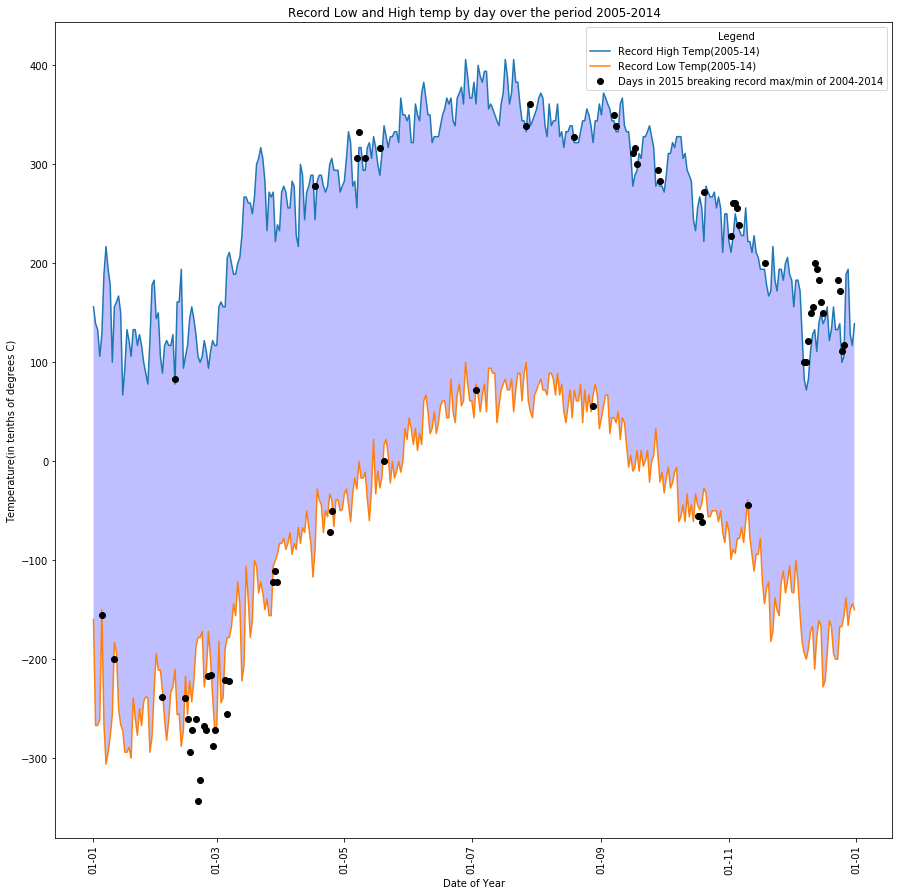 Record Low and High temp by day over the period 2005-2014
Legend
Record High Temp(2005-14)
Record Low Temp(2005-14)
Days in 2015 breaking record max/min of 2004-2014
Temperature(in tenths of degrees C)
400
300
200
100
0
−100
−200
−300
01-01
01-03
01-05
01-07
01-09
01-11
01-01
Date of Year